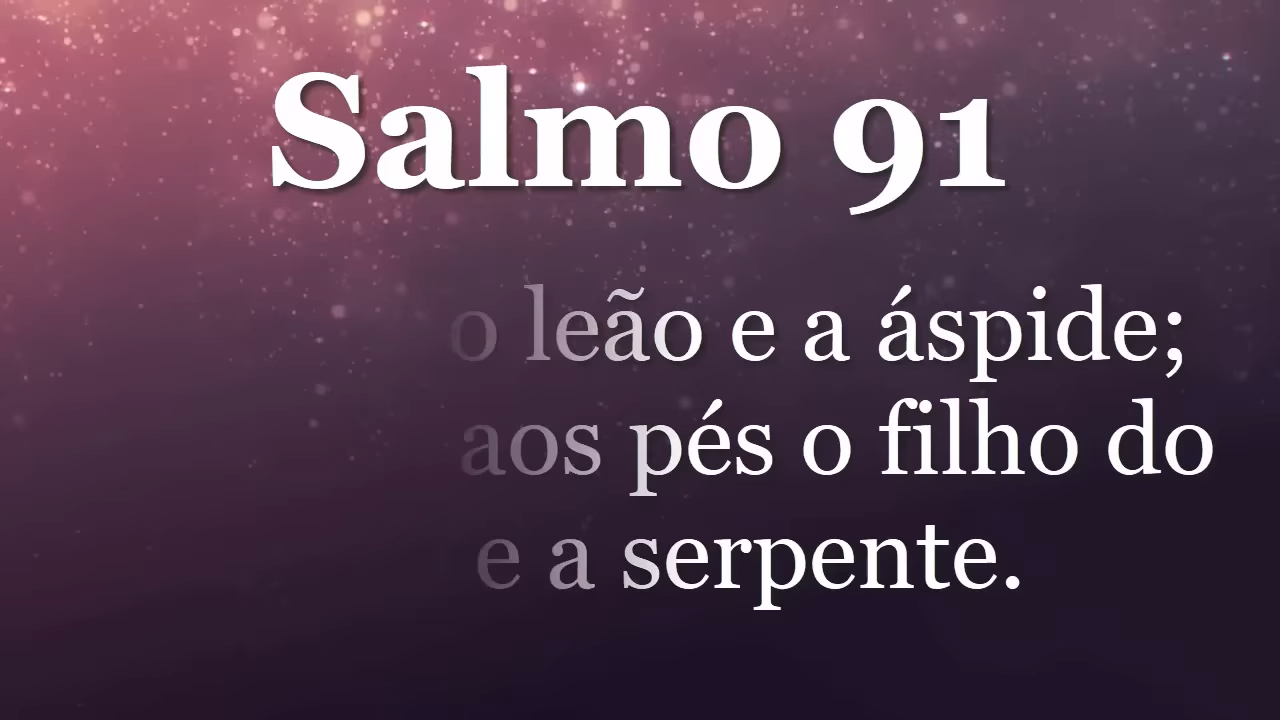 Salmo 91
o leão e a áspide;
aos pés o filho do
e a serpente.